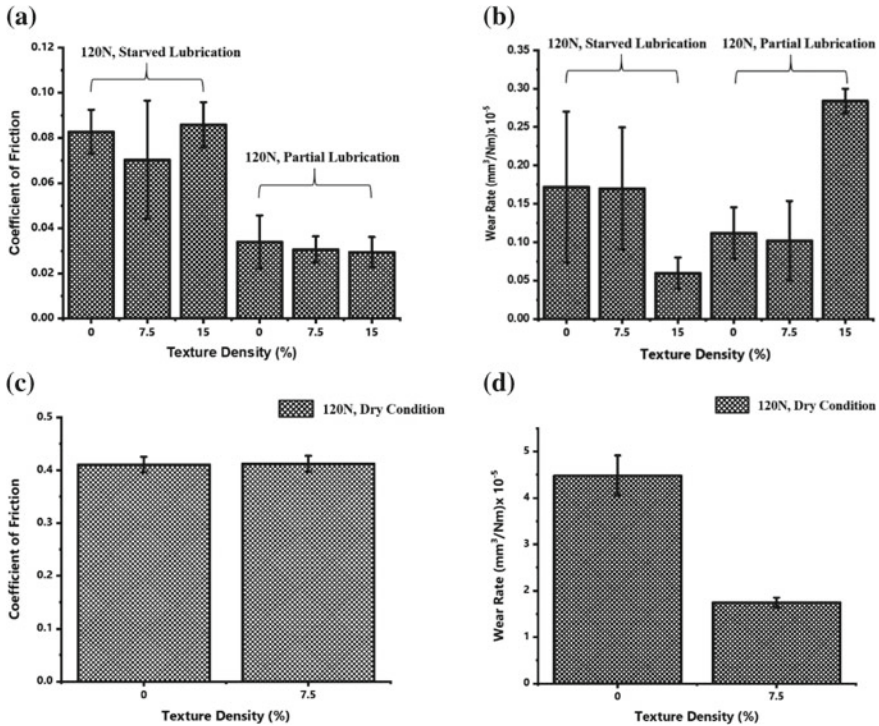 (a)
120N, Starved Lubrication
120N, Partial Lubrication
Coefficient of Friction
0.12
0.10
0.08
0.06
0.04
0.02
0.00
0 7.5 15 0 7.5 15
Texture Density (%)
(b)
120N, Starved Lubrication 120N, Partial Lubrication
Wear Rate (mm³/Nm)x 10⁻⁵
0.35
0.30
0.25
0.20
0.15
0.10
0.05
0.00
0 7.5 15 0 7.5 15
Texture Density (%)
(c)
120N, Dry Condition
Coefficient of Friction
0.5
0.4
0.3
0.2
0.1
0.0
0 7.5
Texture Density (%)
(d)
120N, Dry Condition
Wear Rate (mm³/Nm)x 10⁻⁵
5
4
3
2
1
0
0 7.5
Texture Density (%)